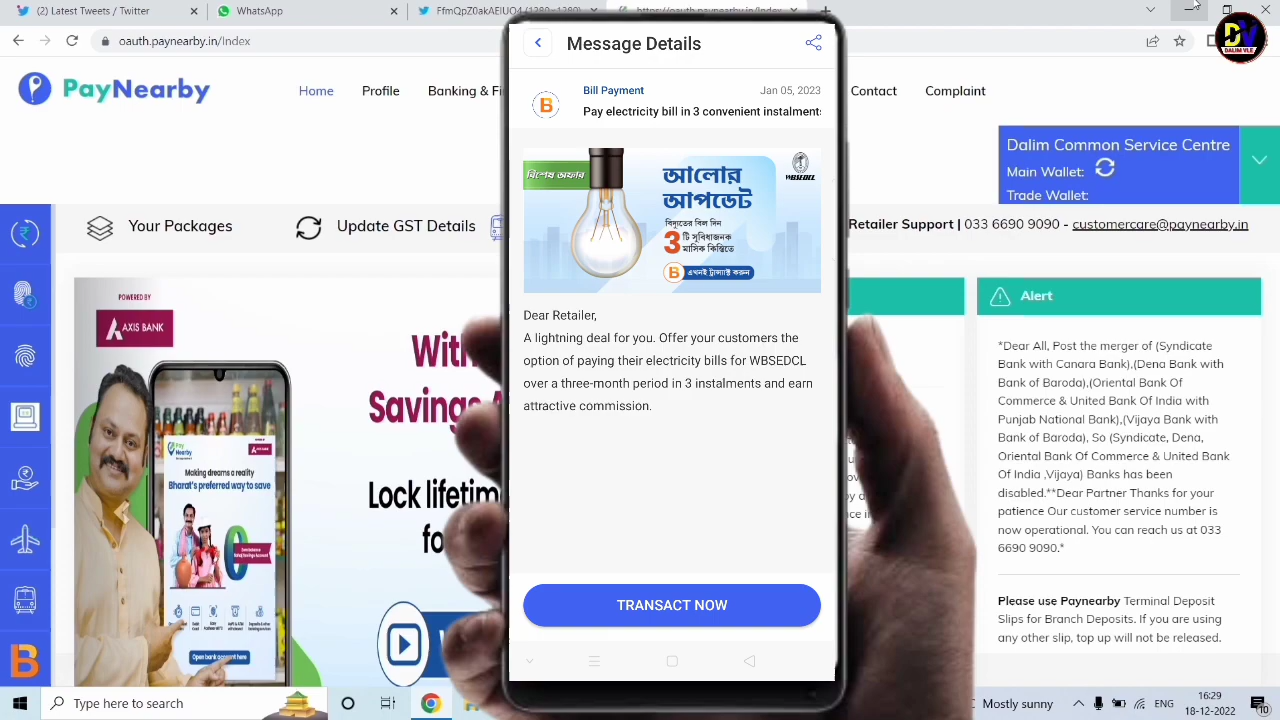 WhatsApp
FmQpZ0aAUAU4 (1280×1280)
https://oauth.paynearby.in/Index
paynearby.in/index
PayNearby
Home
Profile
Banking & Fi
Contact
Complaint
DV
DALIM VLE
Dalim Common Service Centre
Main Wallet:
Trade Wallet:
Your Packages
Update GST Details
Retailer Support | 033 6690 9090 - customercare@paynearby.in
POWERED BY
AXIS BANK
Nearby
Making dreams a reality
Bharat's preferred way to save
Open bank account here
With
Savings A
Lock lifetim
fo
Message Details
Bill Payment
Jan 05, 2023
Pay electricity bill in 3 convenient instalments
বিশেষ অফার
আলোর
আপডেট
WBSEDCL
বিদ্যুতের বিল দিন
3 টি সুবিধাজনক
মাসিক কিস্তিতে
B এখনই ট্রান্স্যাক্ট করুন
Dear Retailer,
A lightning deal for you. Offer your customers the
option of paying their electricity bills for WBSEDCL
over a three-month period in 3 instalments and earn
attractive commission.
TRANSACT NOW
Alert
*Dear All, Post the merger of (Syndicate
Bank with Canara Bank),(Dena Bank with
Bank of Baroda),(Oriental Bank Of
Commerce & United Bank Of India with
Punjab National Bank),(Vijaya Bank with
Bank of Baroda), So (Syndicate, Dena,
Oriental Bank Of Commerce & United Bank
Of India ,Vijaya) Banks has been
disabled.**Dear Partner Thanks for your
patience Our customer service number is
now operational. You can reach us at 033
6690 9090.*
Please use PayNearby Terminal Deposit
Slips for Branch Deposits. If you are using
any other slip, top up will not be released.
Type here to search
Mostly sunny
ENG
16:29
18-12-2022
10